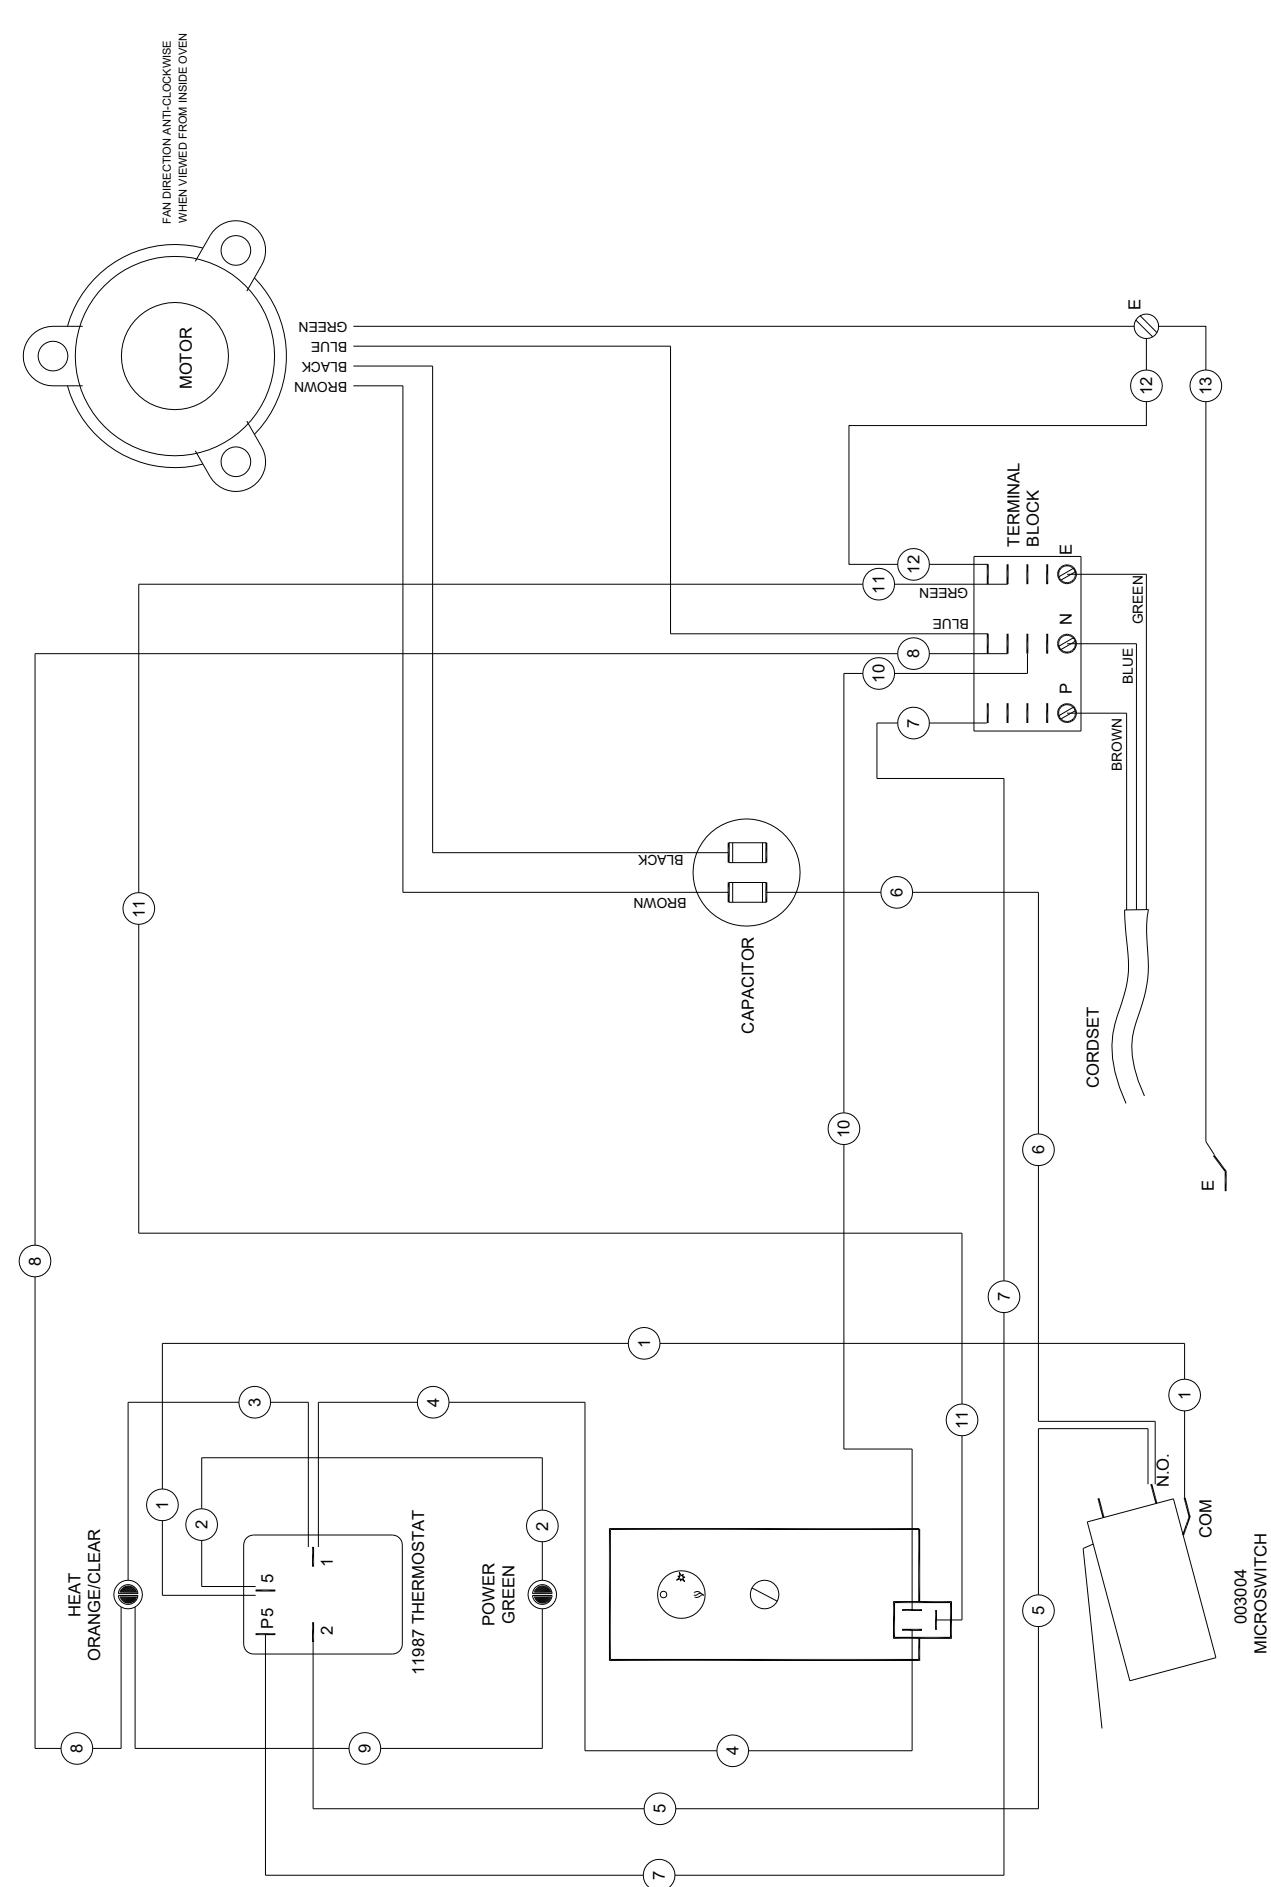 FAN DIRECTION ANTI-CLOCKWISE
WHEN VIEWED FROM INSIDE OVEN
MOTOR
GREEN
BLUE
BLACK
BROWN
E
12
13
TERMINAL
BLOCK
12
11
GREEN
BLUE
8
10
7
E
N
P
GREEN
BLUE
BROWN
BLACK
BROWN
CAPACITOR
6
11
10
CORDSET
6
E
8
7
1
3
4
1
11
1
2
2
HEAT
ORANGE/CLEAR
5
P5
1
2
11987 THERMOSTAT
POWER
GREEN
N.O.
COM
003004
MICROSWITCH
5
8
9
4
5
7